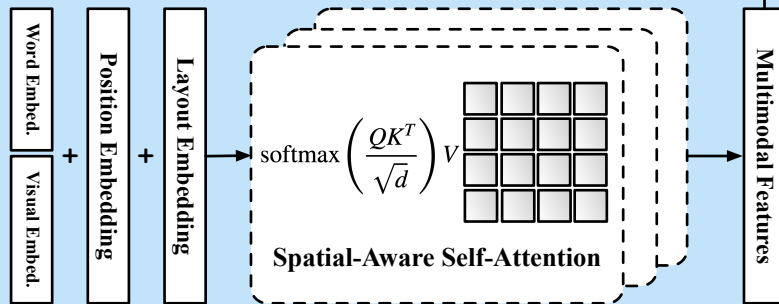 Word Embed.
Visual Embed.
+
Position Embedding
+
Layout Embedding
softmax(QK^T/√d)V
Spatial-Aware Self-Attention
Multimodal Features